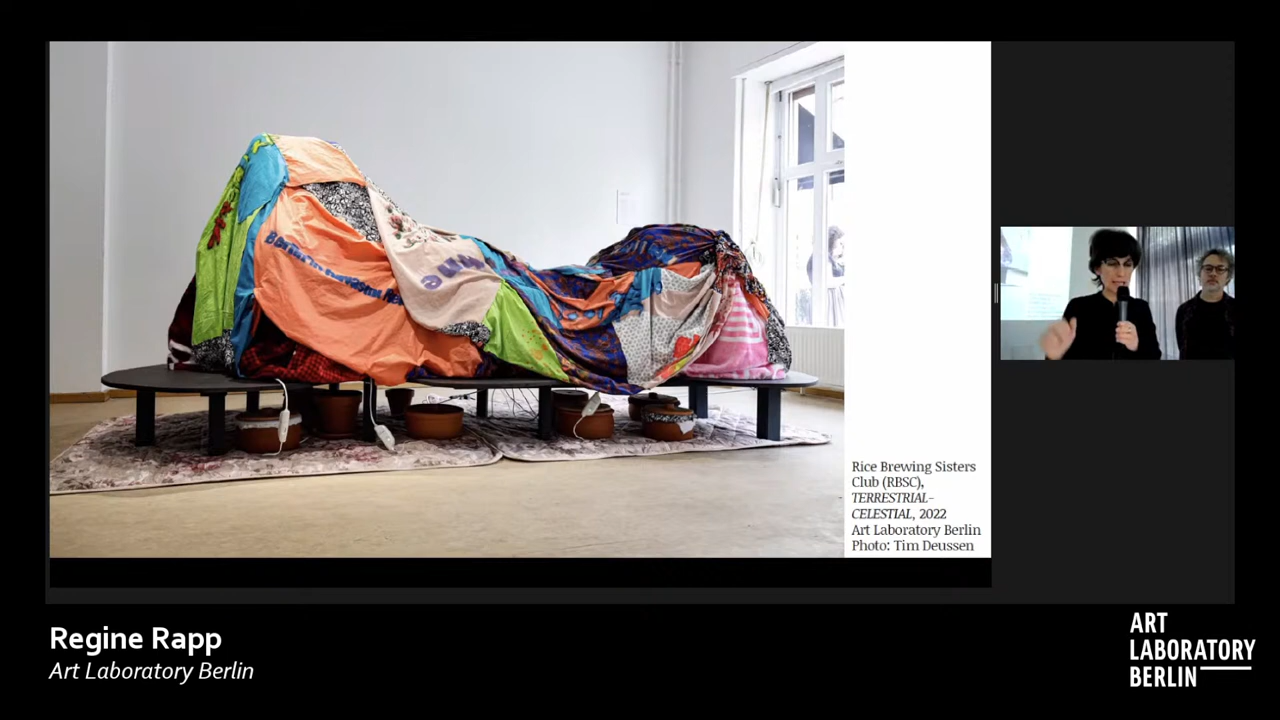 Rice Brewing Sisters
Club (RBSC),
TERRESTRIAL-
CELESTIAL, 2022
Art Laboratory Berlin
Photo: Tim Deussen
Regine Rapp
Art Laboratory Berlin
ART
LABORATORY
BERLIN